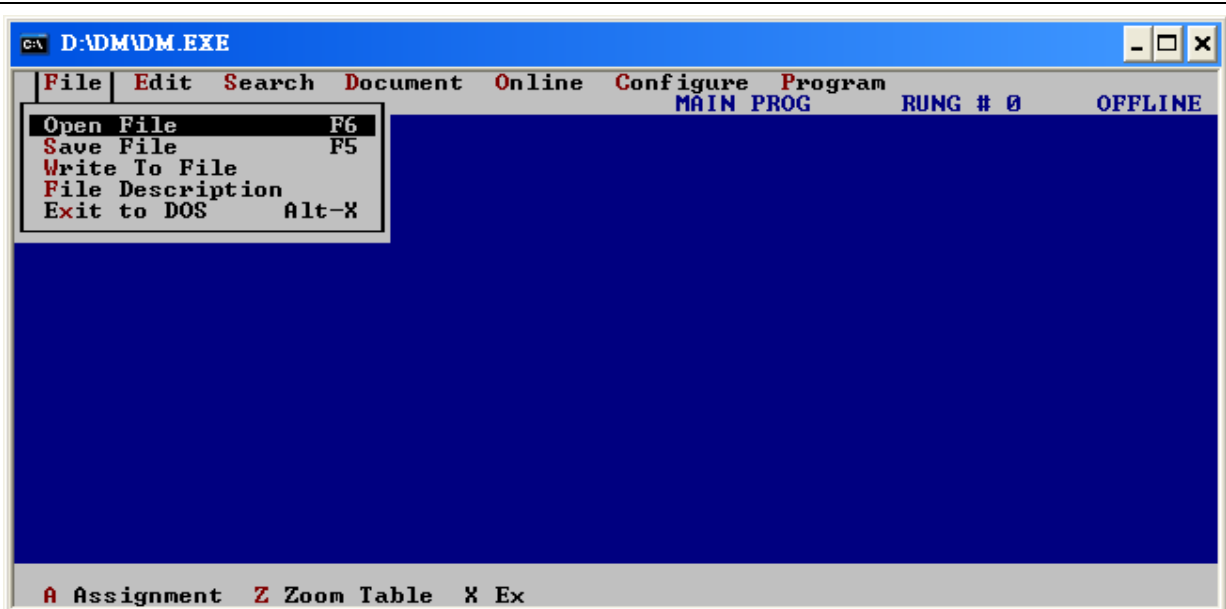 D:\DM\DM.EXE
File Edit Search Document Online Configure Program
MAIN PROG RUNG # 0 OFFLINE
Open File F6
Save File F5
Write To File
File Description
Exit to DOS Alt-X
A Assignment Z Zoom Table X Ex